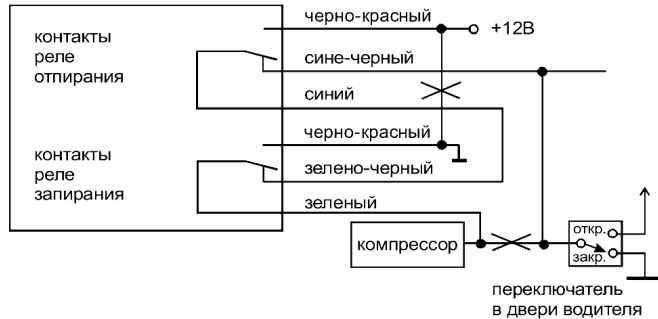 черно-красный
+12В
контакты
реле
отпирания
сине-черный
синий
черно-красный
контакты
реле
запирания
зелено-черный
зеленый
компрессор
откр.
закр.
переключатель
в двери водителя